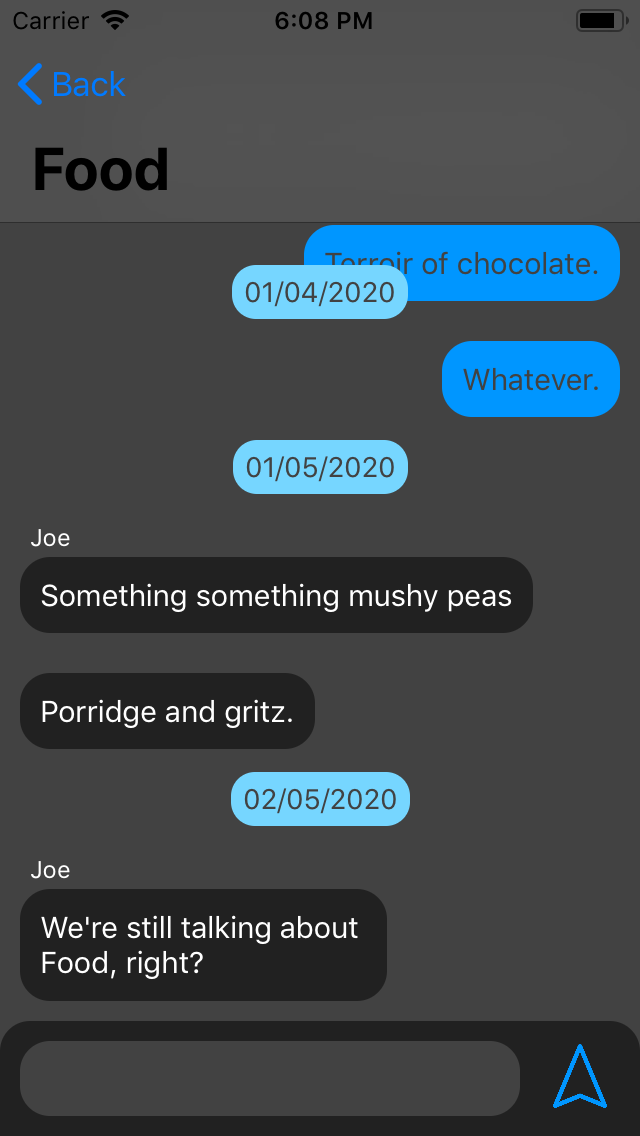 Carrier 6:08 PM
Back
Food
Terroir of chocolate.
01/04/2020
Whatever.
01/05/2020
Joe
Something something mushy peas
Porridge and gritz.
02/05/2020
Joe
We're still talking about
Food, right?